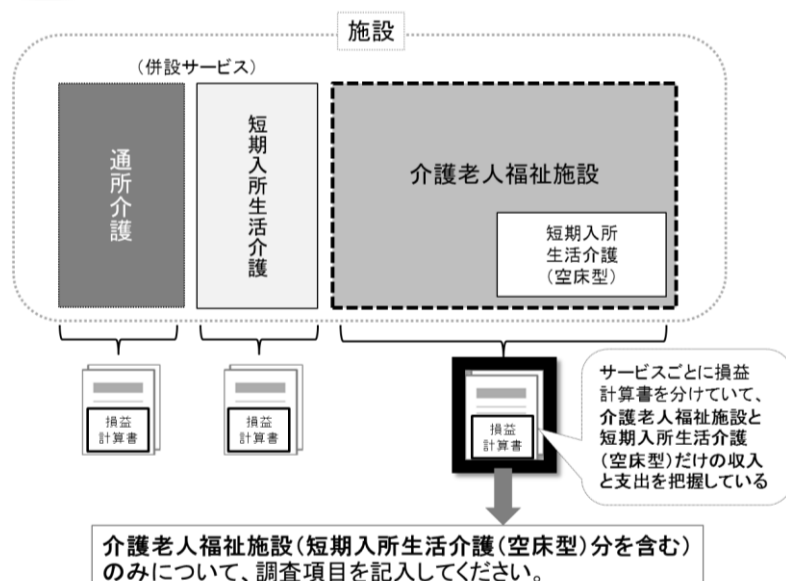 施設
(併設サービス)
通所介護
短期入所生活介護
介護老人福祉施設
短期入所
生活介護
(空床型)
損益
計算書
損益
計算書
損益
計算書
サービスごとに損益
計算書を分けていて、
介護老人福祉施設と
短期入所生活介護
(空床型)だけの収入
と支出を把握している
介護老人福祉施設(短期入所生活介護(空床型)分を含む)
のみについて、調査項目を記入してください。